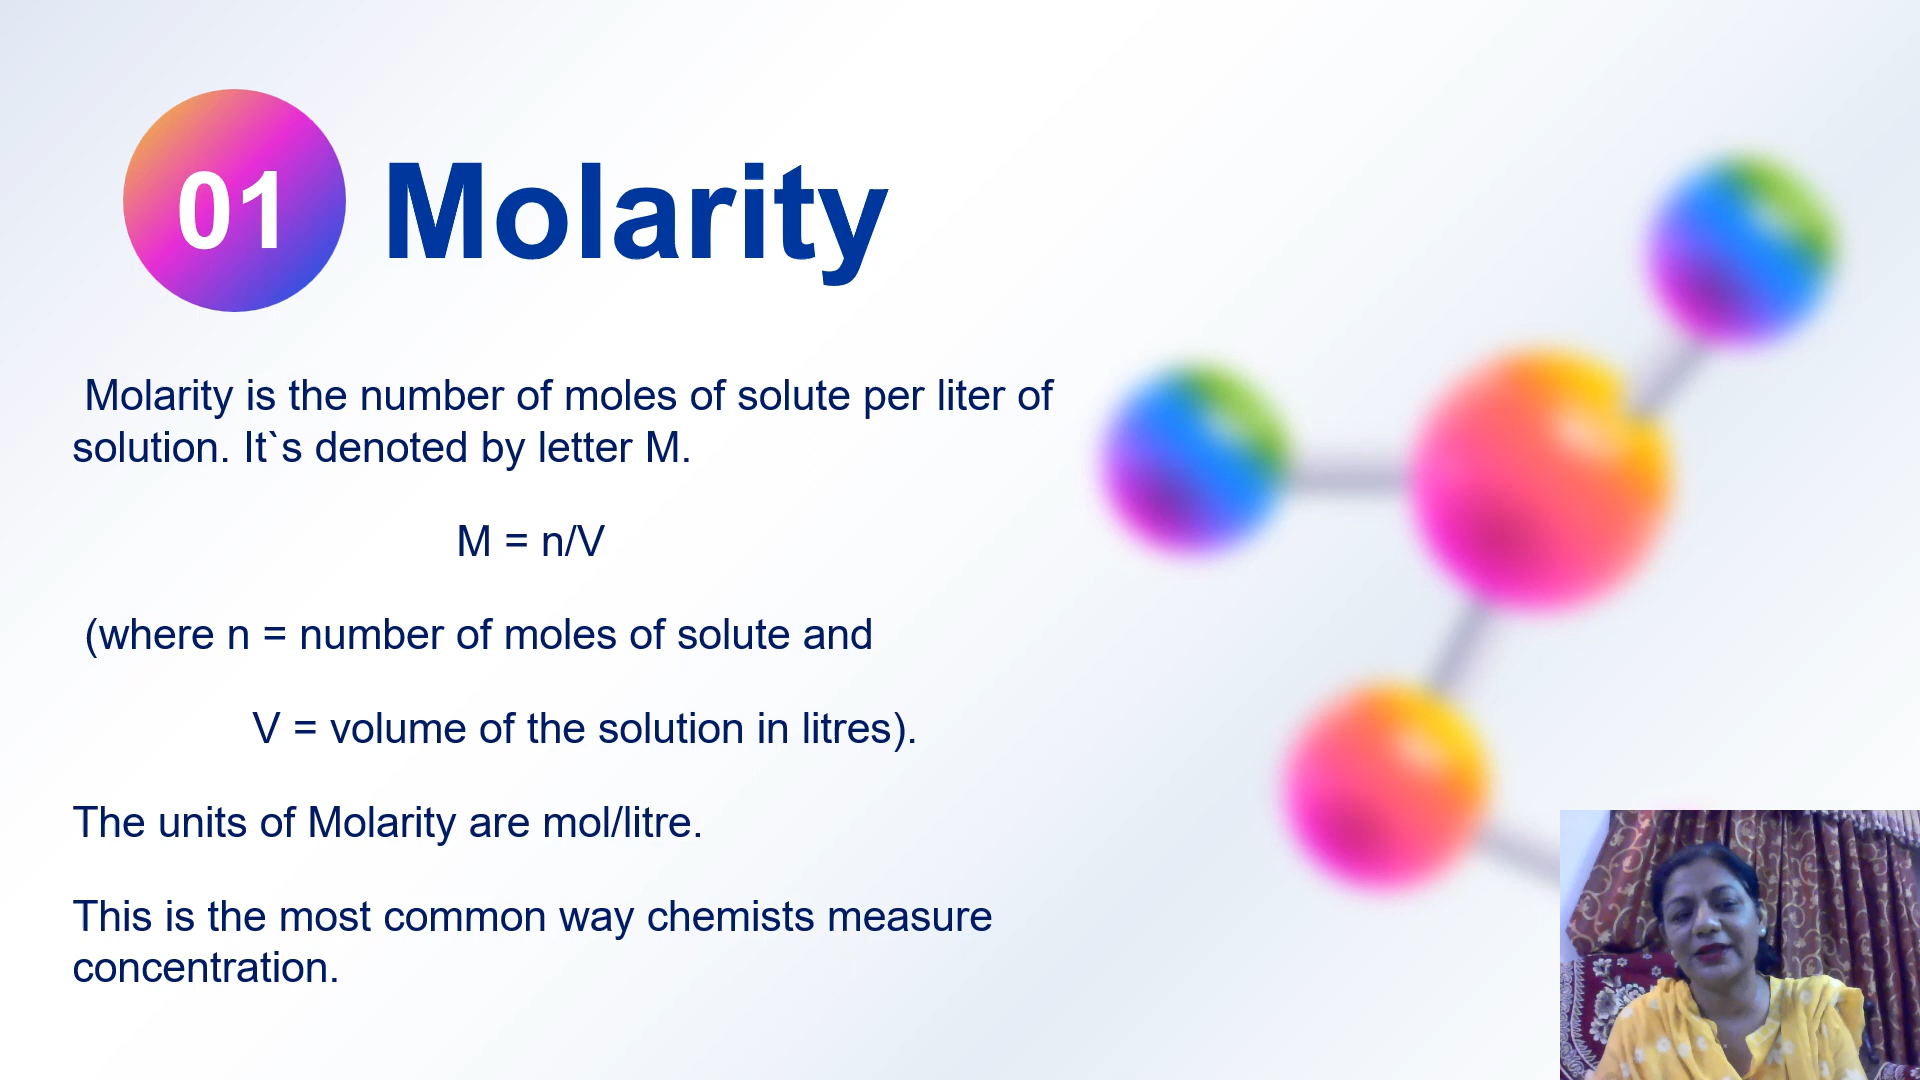 01 Molarity
Molarity is the number of moles of solute per liter of
solution. It`s denoted by letter M.
M = n/V
(where n = number of moles of solute and
V = volume of the solution in litres).
The units of Molarity are mol/litre.
This is the most common way chemists measure
concentration.